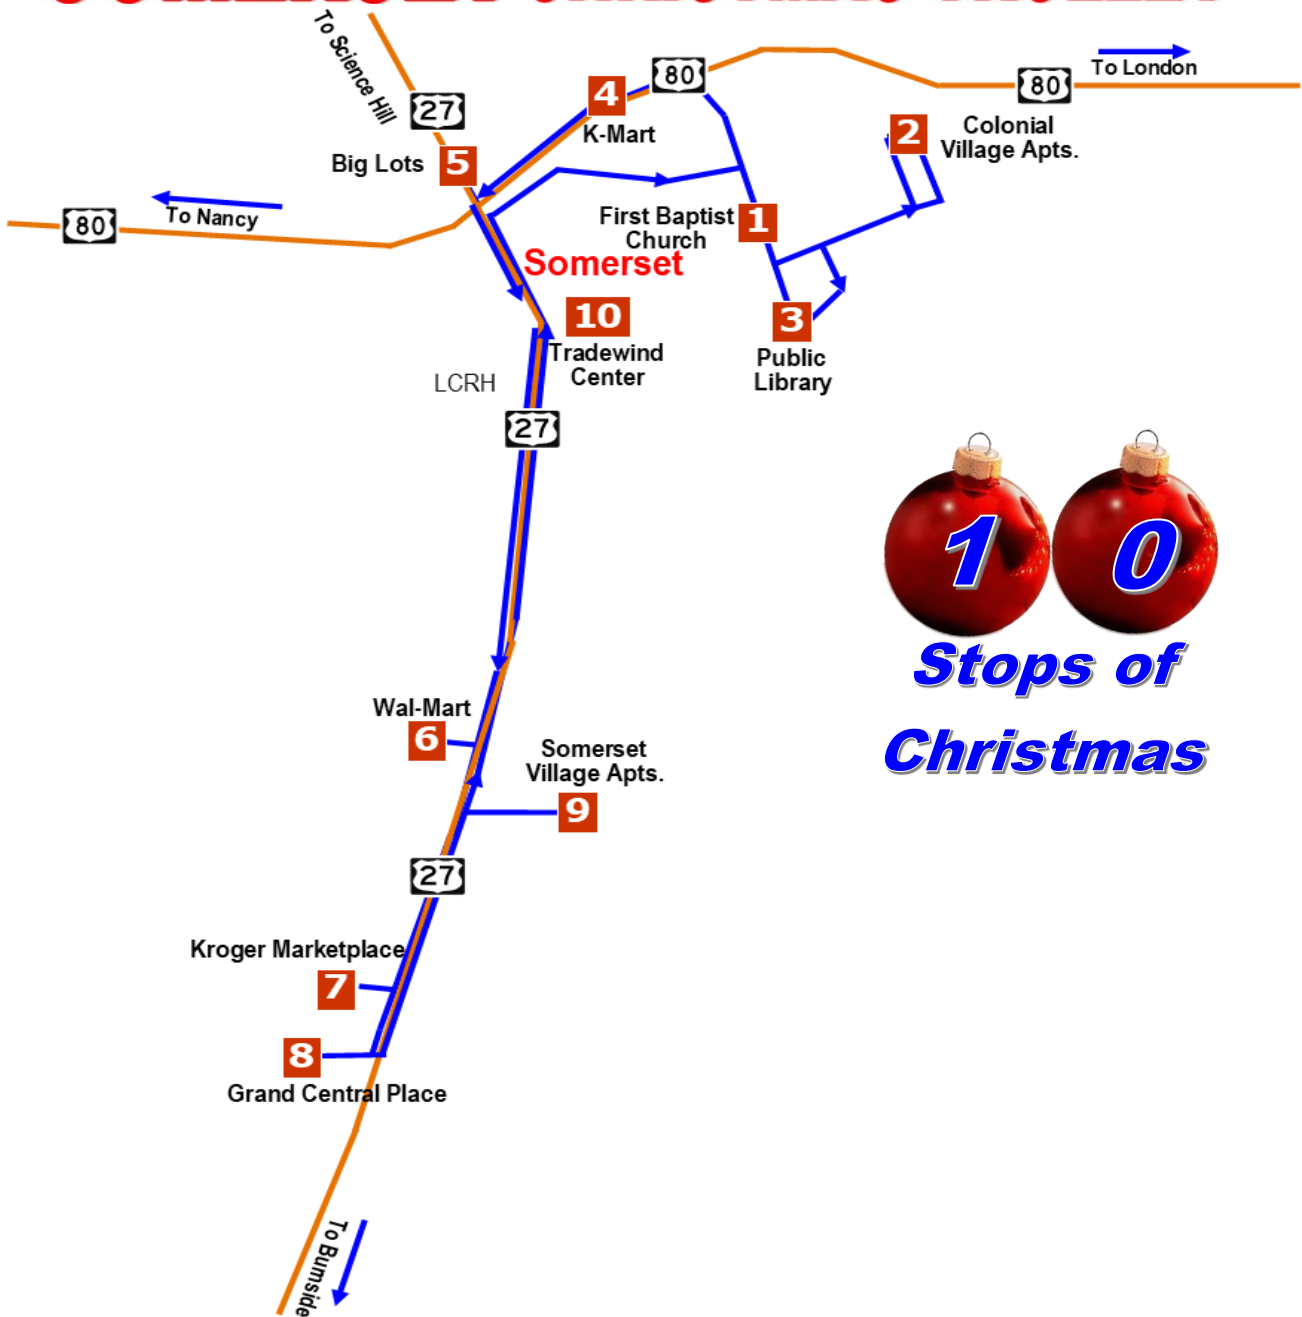 To Science Hill
80
To London
27
4
80
K-Mart
2
Colonial
Village Apts.
Big Lots
5
To Nancy
80
First Baptist
Church
1
Somerset
10
Tradewind
Center
3
Public
Library
LCRH
27
1 0
Stops of
Christmas
Wal-Mart
6
Somerset
Village Apts.
9
27
Kroger Marketplace
7
8
Grand Central Place
To Burnside